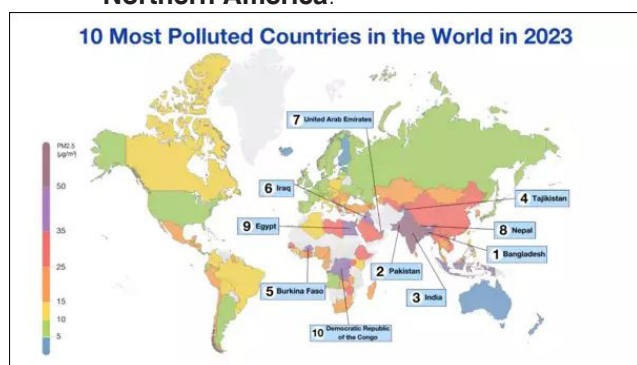 Northern America.
10 Most Polluted Countries in the World in 2023
7 United Arab Emirates
PM2.5
(µg/m³)
50
35
25
15
10
5
6 Iraq
4 Tajikistan
9 Egypt
8 Nepal
1 Bangladesh
2 Pakistan
5 Burkina Faso
3 India
10 Democratic Republic
of the Congo